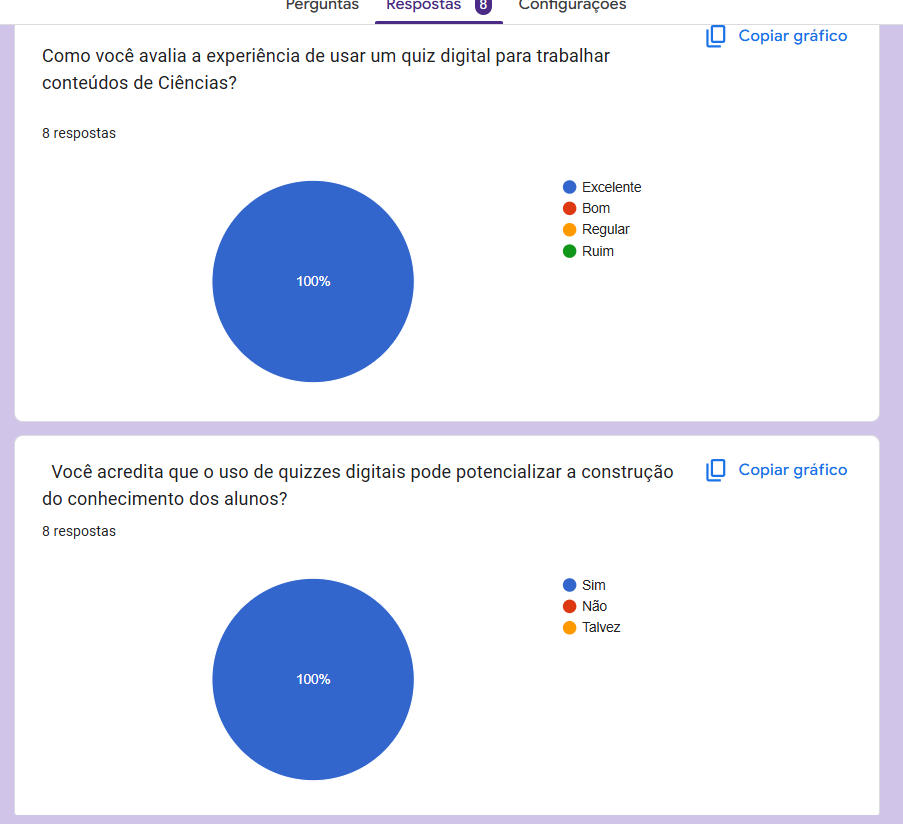 Perguntas Respostas 8 Configurações
Copiar gráfico
Como você avalia a experiência de usar um quiz digital para trabalhar
conteúdos de Ciências?
8 respostas
100%
Excelente
Bom
Regular
Ruim
Copiar gráfico
Você acredita que o uso de quizzes digitais pode potencializar a construção
do conhecimento dos alunos?
8 respostas
100%
Sim
Não
Talvez